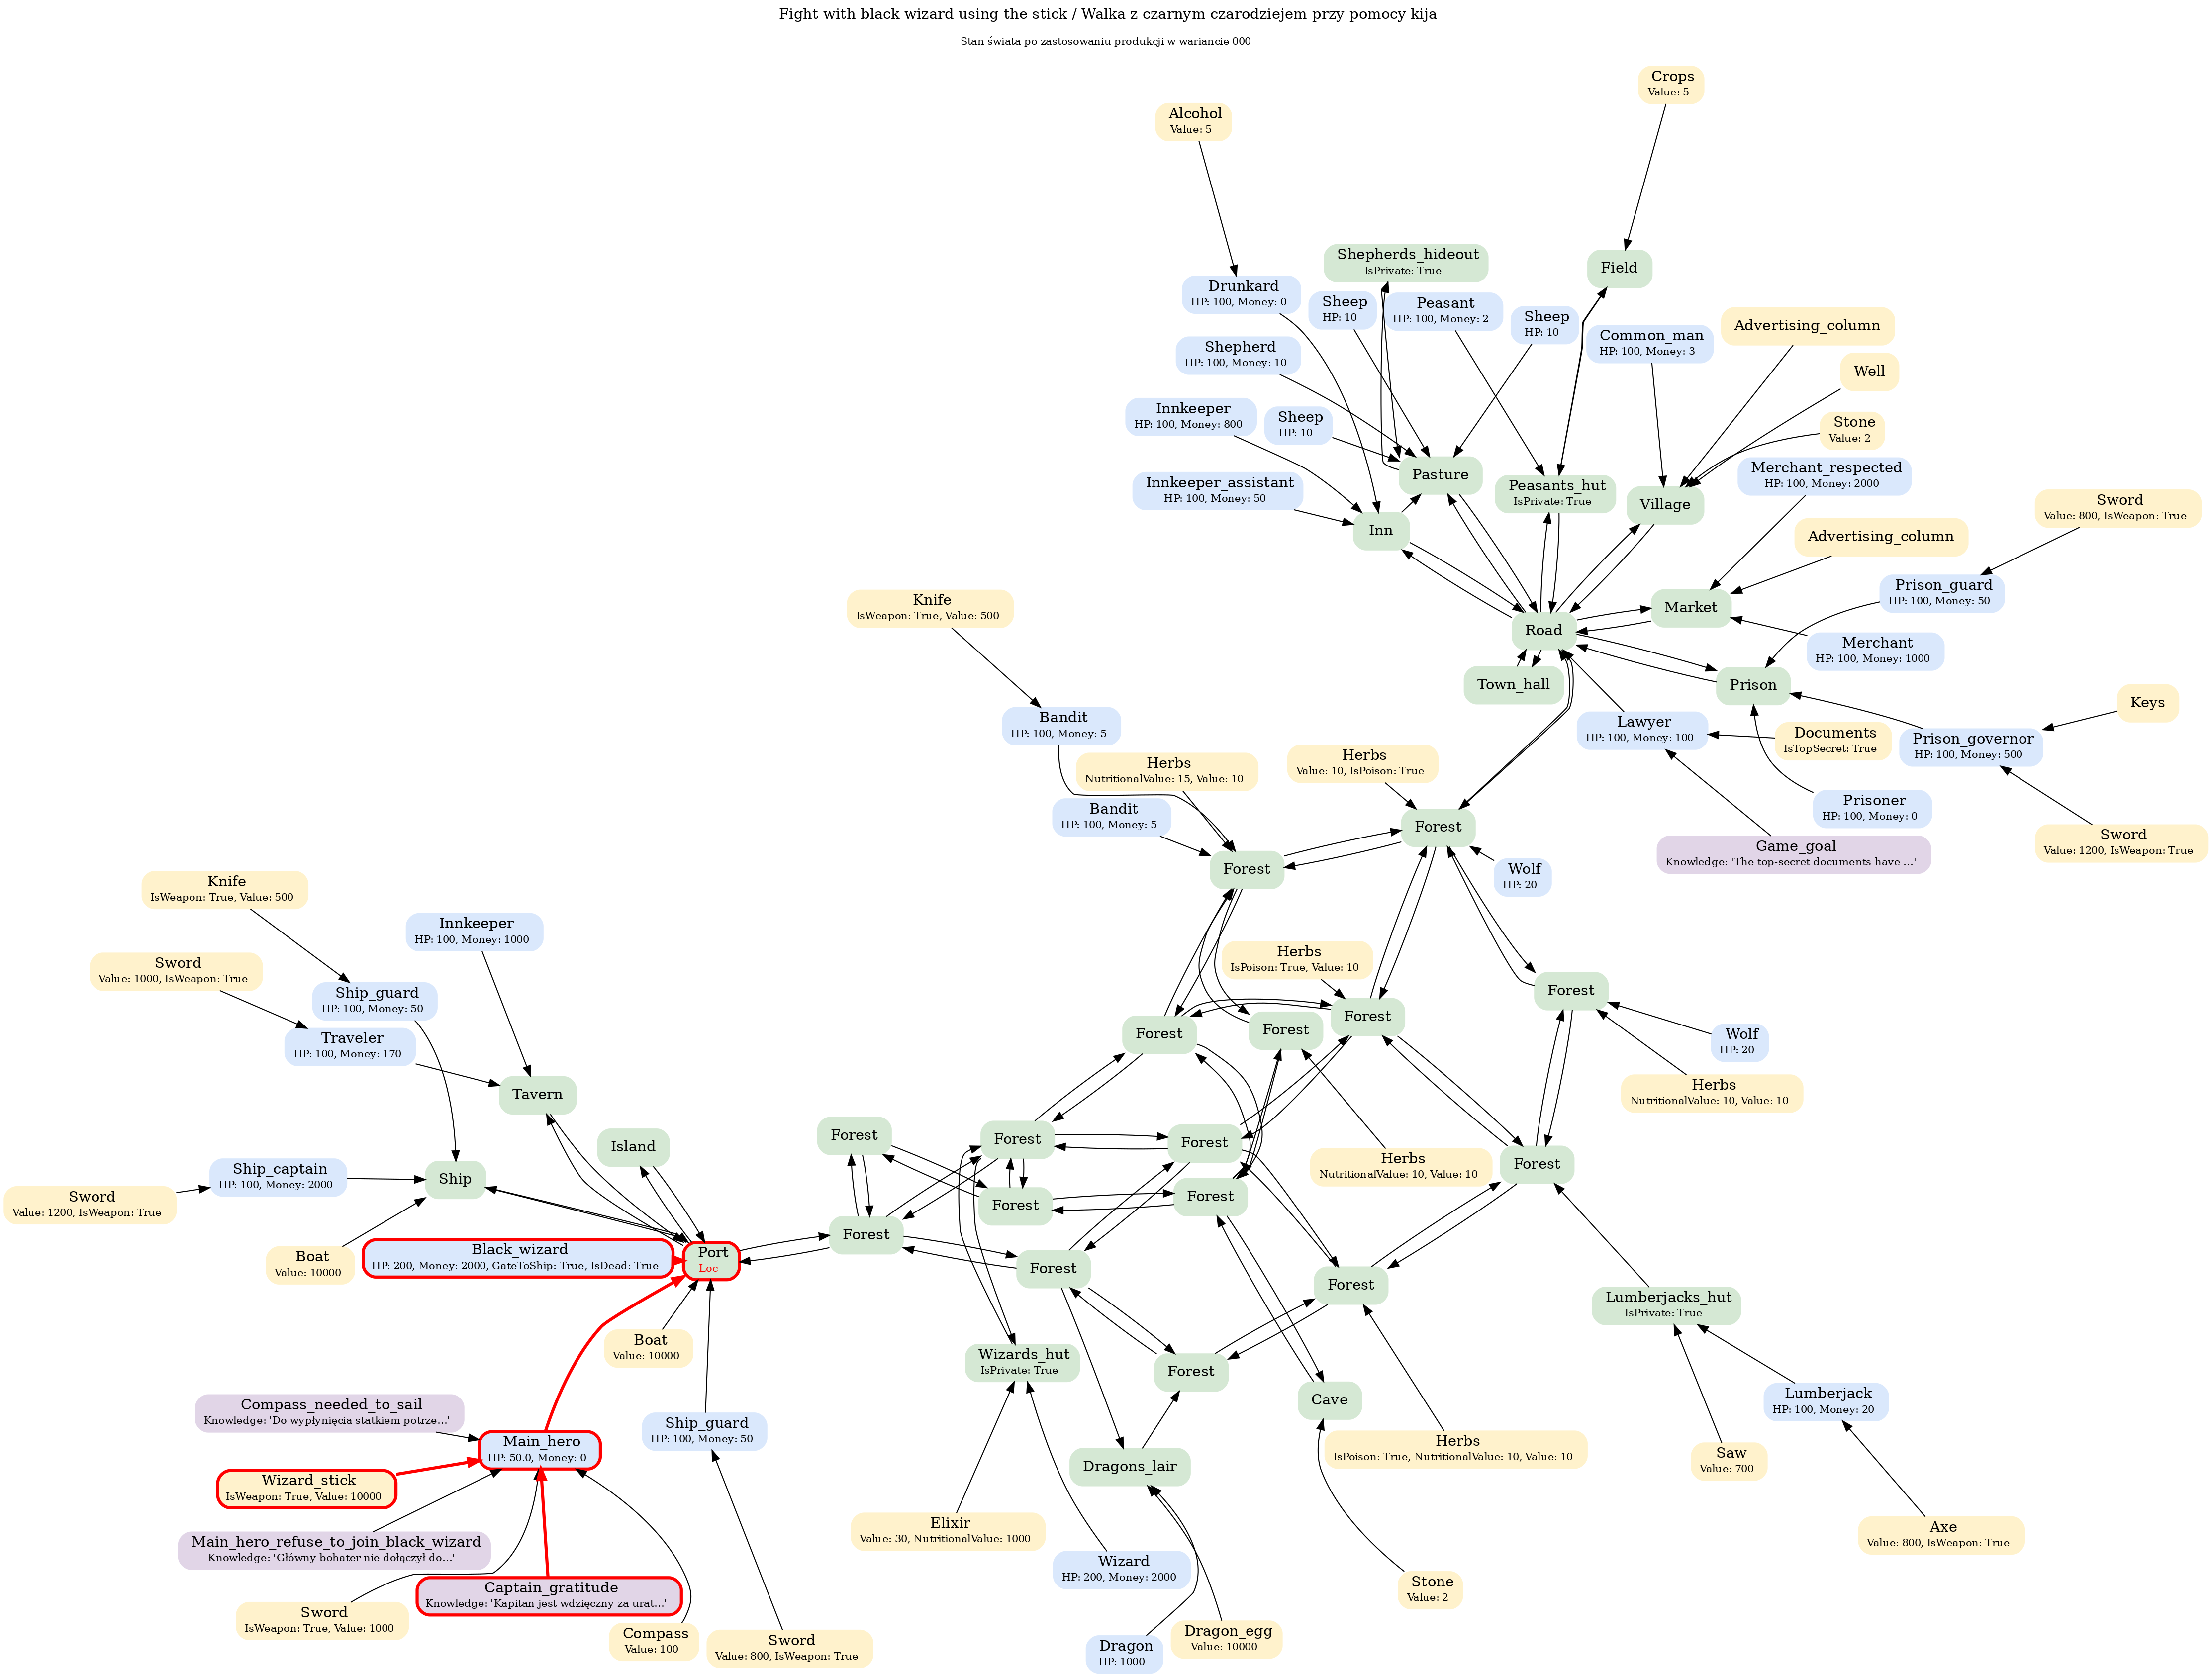 Fight with black wizard using the stick / Walka z czarnym czarodziejem przy pomocy kija
Stan świata po zastosowaniu produkcji w wariancie 000
Crops
Value: 5
Alcohol
Value: 5
Shepherds_hideout
IsPrivate: True
Field
Drunkard
HP: 100, Money: 0
Sheep
HP: 10
Peasant
HP: 100, Money: 2
Sheep
HP: 10
Common_man
HP: 100, Money: 3
Advertising_column
Shepherd
HP: 100, Money: 10
Well
Innkeeper
HP: 100, Money: 800
Sheep
HP: 10
Stone
Value: 2
Pasture
Merchant_respected
HP: 100, Money: 2000
Innkeeper_assistant
HP: 100, Money: 50
Peasants_hut
IsPrivate: True
Village
Sword
Value: 800, IsWeapon: True
Inn
Advertising_column
Knife
IsWeapon: True, Value: 500
Prison_guard
HP: 100, Money: 50
Market
Road
Merchant
HP: 100, Money: 1000
Town_hall
Prison
Keys
Bandit
HP: 100, Money: 5
Lawyer
HP: 100, Money: 100
Documents
IsTopSecret: True
Prison_governor
HP: 100, Money: 500
Herbs
NutritionalValue: 15, Value: 10
Herbs
Value: 10, IsPoison: True
Bandit
HP: 100, Money: 5
Prisoner
HP: 100, Money: 0
Forest
Sword
Value: 1200, IsWeapon: True
Game_goal
Knowledge: 'The top-secret documents have ...'
Forest
Wolf
HP: 20
Knife
IsWeapon: True, Value: 500
Innkeeper
HP: 100, Money: 1000
Sword
Value: 1000, IsWeapon: True
Herbs
IsPoison: True, Value: 10
Ship_guard
HP: 100, Money: 50
Forest
Forest
Forest
Forest
Traveler
HP: 100, Money: 170
Wolf
HP: 20
Tavern
Herbs
NutritionalValue: 10, Value: 10
Island
Forest
Forest
Forest
Herbs
NutritionalValue: 10, Value: 10
Forest
Ship_captain
HP: 100, Money: 2000
Ship
Sword
Value: 1200, IsWeapon: True
Forest
Forest
Forest
Boat
Value: 10000
Black_wizard
HP: 200, Money: 2000, GateToShip: True, IsDead: True
Port
Loc
Forest
Forest
Lumberjacks_hut
IsPrivate: True
Boat
Value: 10000
Wizards_hut
IsPrivate: True
Forest
Cave
Lumberjack
HP: 100, Money: 20
Compass_needed_to_sail
Knowledge: 'Do wypłynięcia statkiem potrze...'
Ship_guard
HP: 100, Money: 50
Main_hero
HP: 50.0, Money: 0
Herbs
IsPoison: True, NutritionalValue: 10, Value: 10
Saw
Value: 700
Dragons_lair
Wizard_stick
IsWeapon: True, Value: 10000
Elixir
Value: 30, NutritionalValue: 1000
Axe
Value: 800, IsWeapon: True
Main_hero_refuse_to_join_black_wizard
Knowledge: 'Główny bohater nie dołączył do...'
Wizard
HP: 200, Money: 2000
Captain_gratitude
Knowledge: 'Kapitan jest wdzięczny za urat...'
Stone
Value: 2
Sword
IsWeapon: True, Value: 1000
Compass
Value: 100
Sword
Value: 800, IsWeapon: True
Dragon
HP: 1000
Dragon_egg
Value: 10000